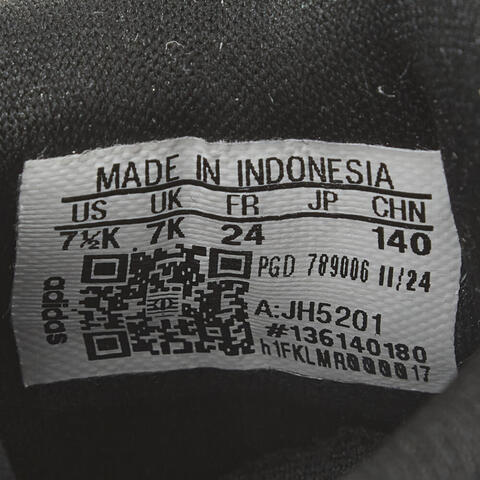 MADE IN INDONESIA
US UK FR JP CHN
7½K 7K 24 140
PGD 789006 11/24
A:JH5201
#136140180
h1FKLMR0000017
adidas